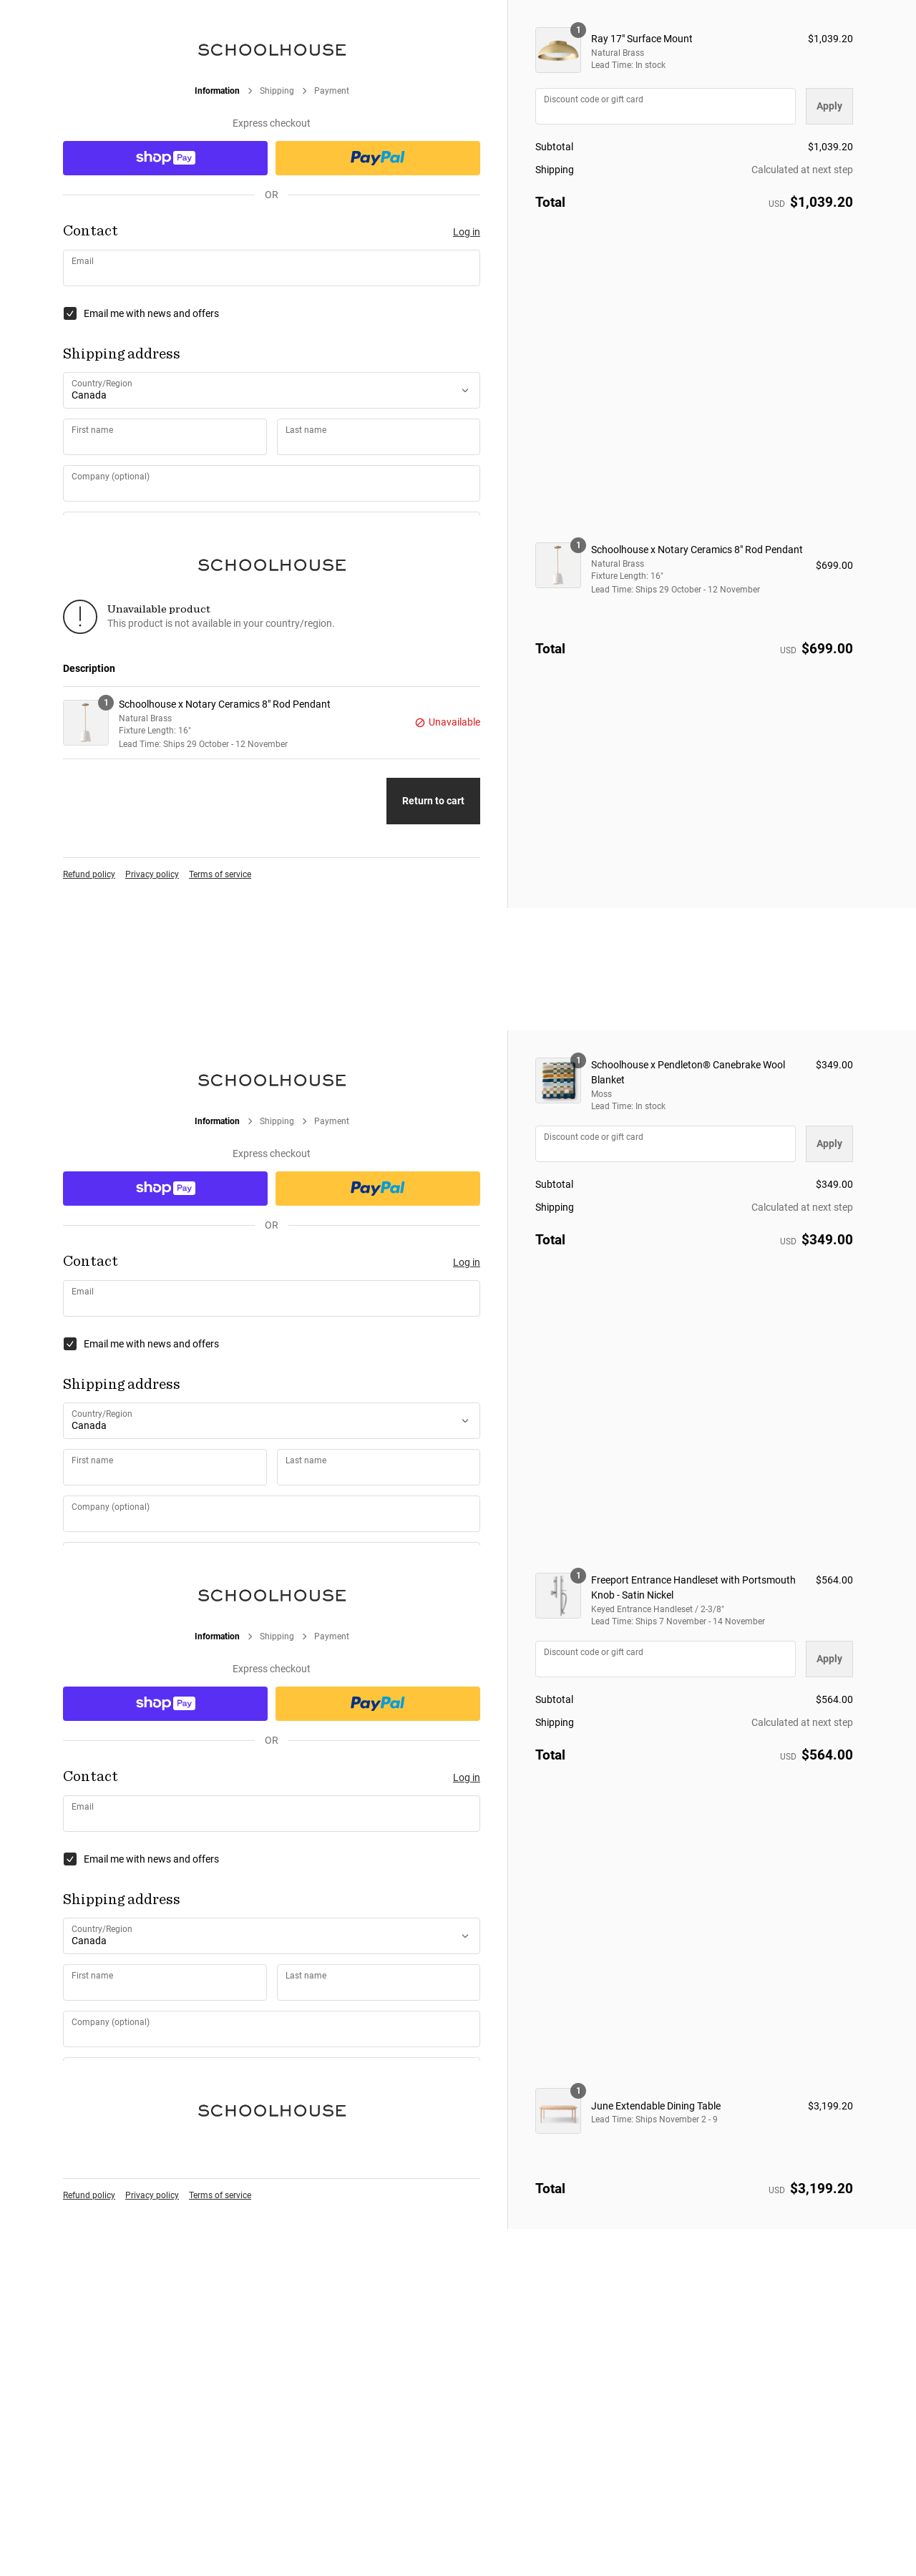 SCHOOLHOUSE
Information > Shipping > Payment
Express checkout
shop Pay
PayPal
OR
Contact
Log in
Email
Email me with news and offers
Shipping address
Country/Region
Canada
First name
Last name
Company (optional)
1
Ray 17" Surface Mount
$1,039.20
Natural Brass
Lead Time: In stock
Discount code or gift card
Apply
Subtotal
$1,039.20
Shipping
Calculated at next step
Total
USD $1,039.20
SCHOOLHOUSE
Unavailable product
This product is not available in your country/region.
Description
1
Schoolhouse x Notary Ceramics 8" Rod Pendant
Natural Brass
Fixture Length: 16"
Lead Time: Ships 29 October - 12 November
Unavailable
Return to cart
Refund policy
Privacy policy
Terms of service
1
Schoolhouse x Notary Ceramics 8" Rod Pendant
Natural Brass
Fixture Length: 16"
Lead Time: Ships 29 October - 12 November
$699.00
Total
USD $699.00
SCHOOLHOUSE
Information > Shipping > Payment
Express checkout
shop Pay
PayPal
OR
Contact
Log in
Email
Email me with news and offers
Shipping address
Country/Region
Canada
First name
Last name
Company (optional)
1
Schoolhouse x Pendleton® Canebrake Wool
Blanket
$349.00
Moss
Lead Time: In stock
Discount code or gift card
Apply
Subtotal
$349.00
Shipping
Calculated at next step
Total
USD $349.00
SCHOOLHOUSE
Information > Shipping > Payment
Express checkout
shop Pay
PayPal
OR
Contact
Log in
Email
Email me with news and offers
Shipping address
Country/Region
Canada
First name
Last name
Company (optional)
1
Freeport Entrance Handleset with Portsmouth
Knob - Satin Nickel
$564.00
Keyed Entrance Handleset / 2-3/8"
Lead Time: Ships 7 November - 14 November
Discount code or gift card
Apply
Subtotal
$564.00
Shipping
Calculated at next step
Total
USD $564.00
SCHOOLHOUSE
Refund policy
Privacy policy
Terms of service
1
June Extendable Dining Table
Lead Time: Ships November 2 - 9
$3,199.20
Total
USD $3,199.20